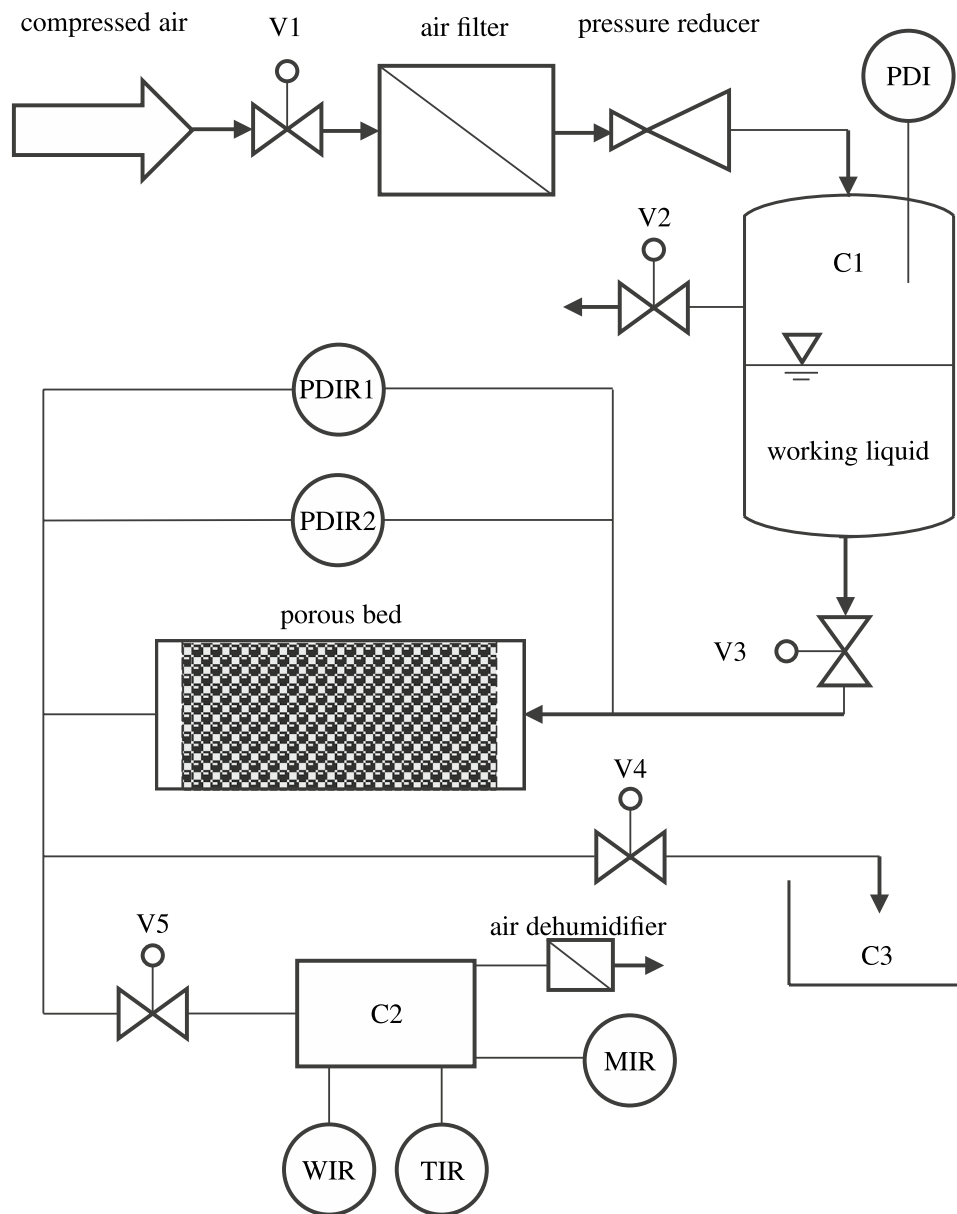 compressed air
V1
air filter
pressure reducer
PDI
V2
C1
PDIR1
working liquid
PDIR2
porous bed
V3
V4
V5
air dehumidifier
C3
C2
MIR
WIR
TIR